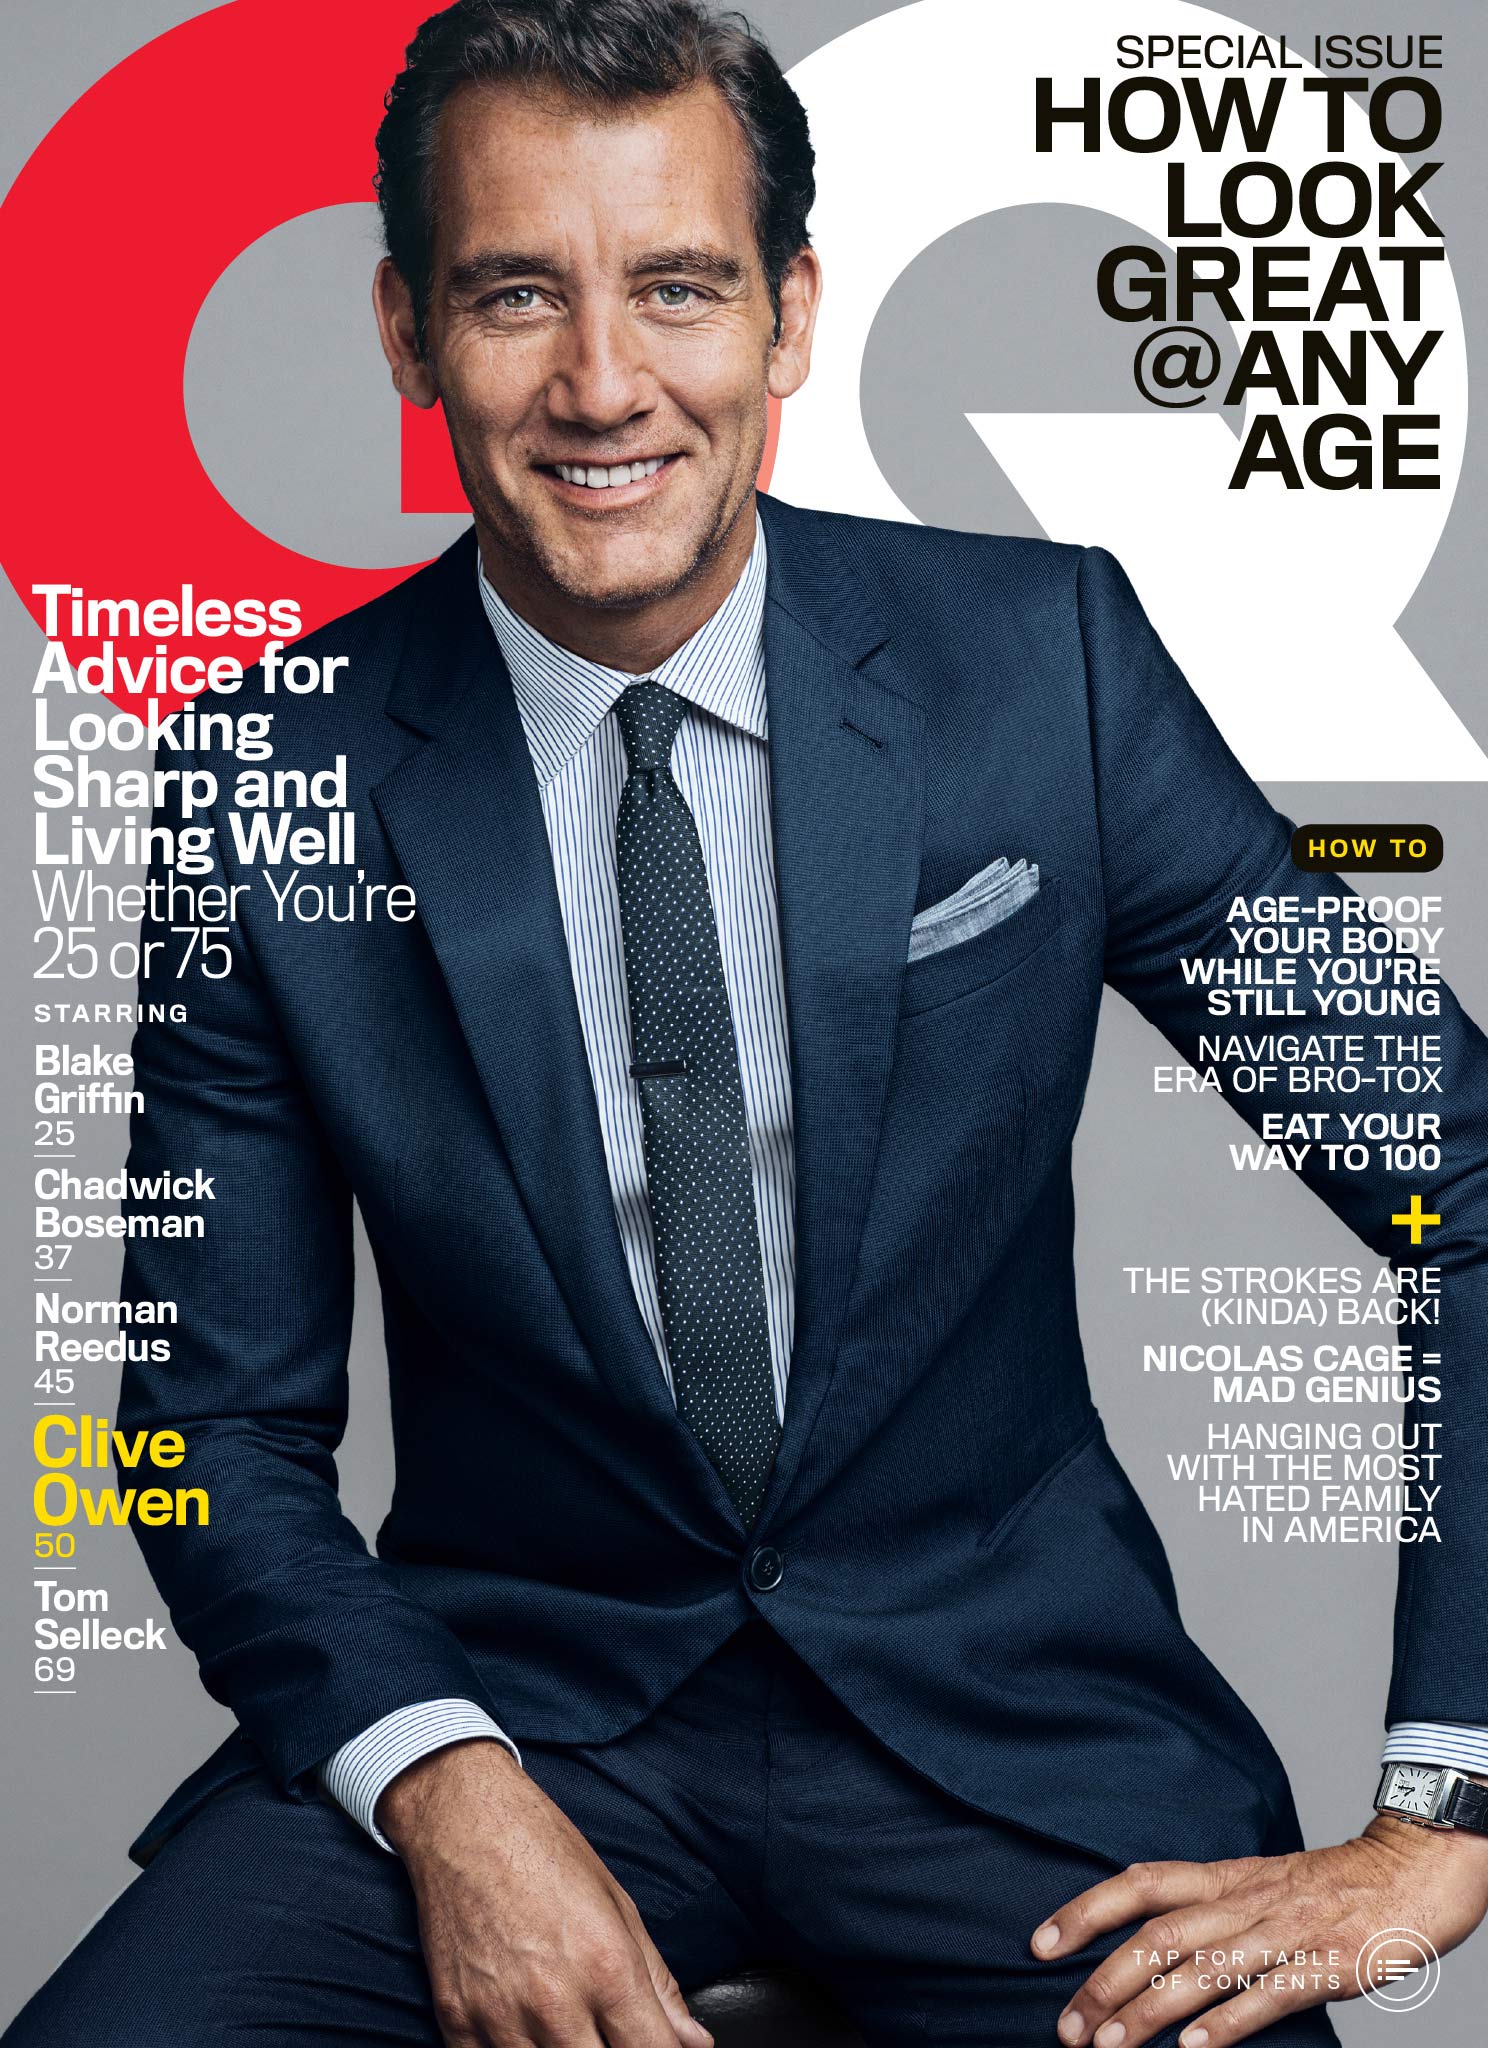 GQ
SPECIAL ISSUE
HOW TO
LOOK
GREAT
@ANY
AGE
Timeless
Advice for
Looking
Sharp and
Living Well,
Whether You're
25 or 75
STARRING
Blake
Griffin
25
Chadwick
Boseman
37
Norman
Reedus
45
Clive
Owen
50
Tom
Selleck
69
HOW TO
AGE-PROOF
YOUR BODY
WHILE YOU'RE
STILL YOUNG
NAVIGATE THE
ERA OF BRO-TOX
EAT YOUR
WAY TO 100
+
THE STROKES ARE
(KINDA) BACK!
NICOLAS CAGE =
MAD GENIUS
HANGING OUT
WITH THE MOST
HATED FAMILY
IN AMERICA
TAP FOR TABLE
OF CONTENTS